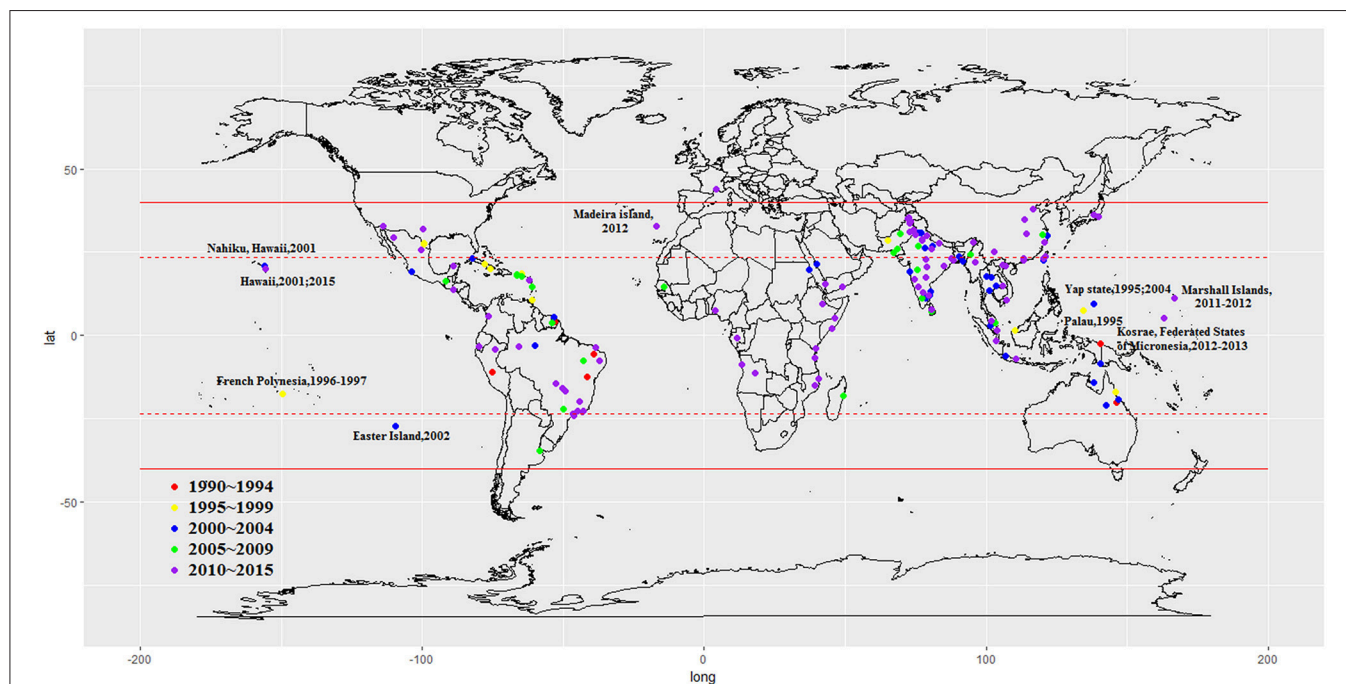 50
0
-50
lat
Madeira island,
2012
Nahiku, Hawaii,2001
Hawaii,2001;2015
Yap state,1995;2004
Marshall Islands,
2011-2012
Palau,1995
Kosrae, Federated States
of Micronesia,2012-2013
French Polynesia,1996-1997
Easter Island,2002
1990~1994
1995~1999
2000~2004
2005~2009
2010~2015
-200
-100
0
100
200
long